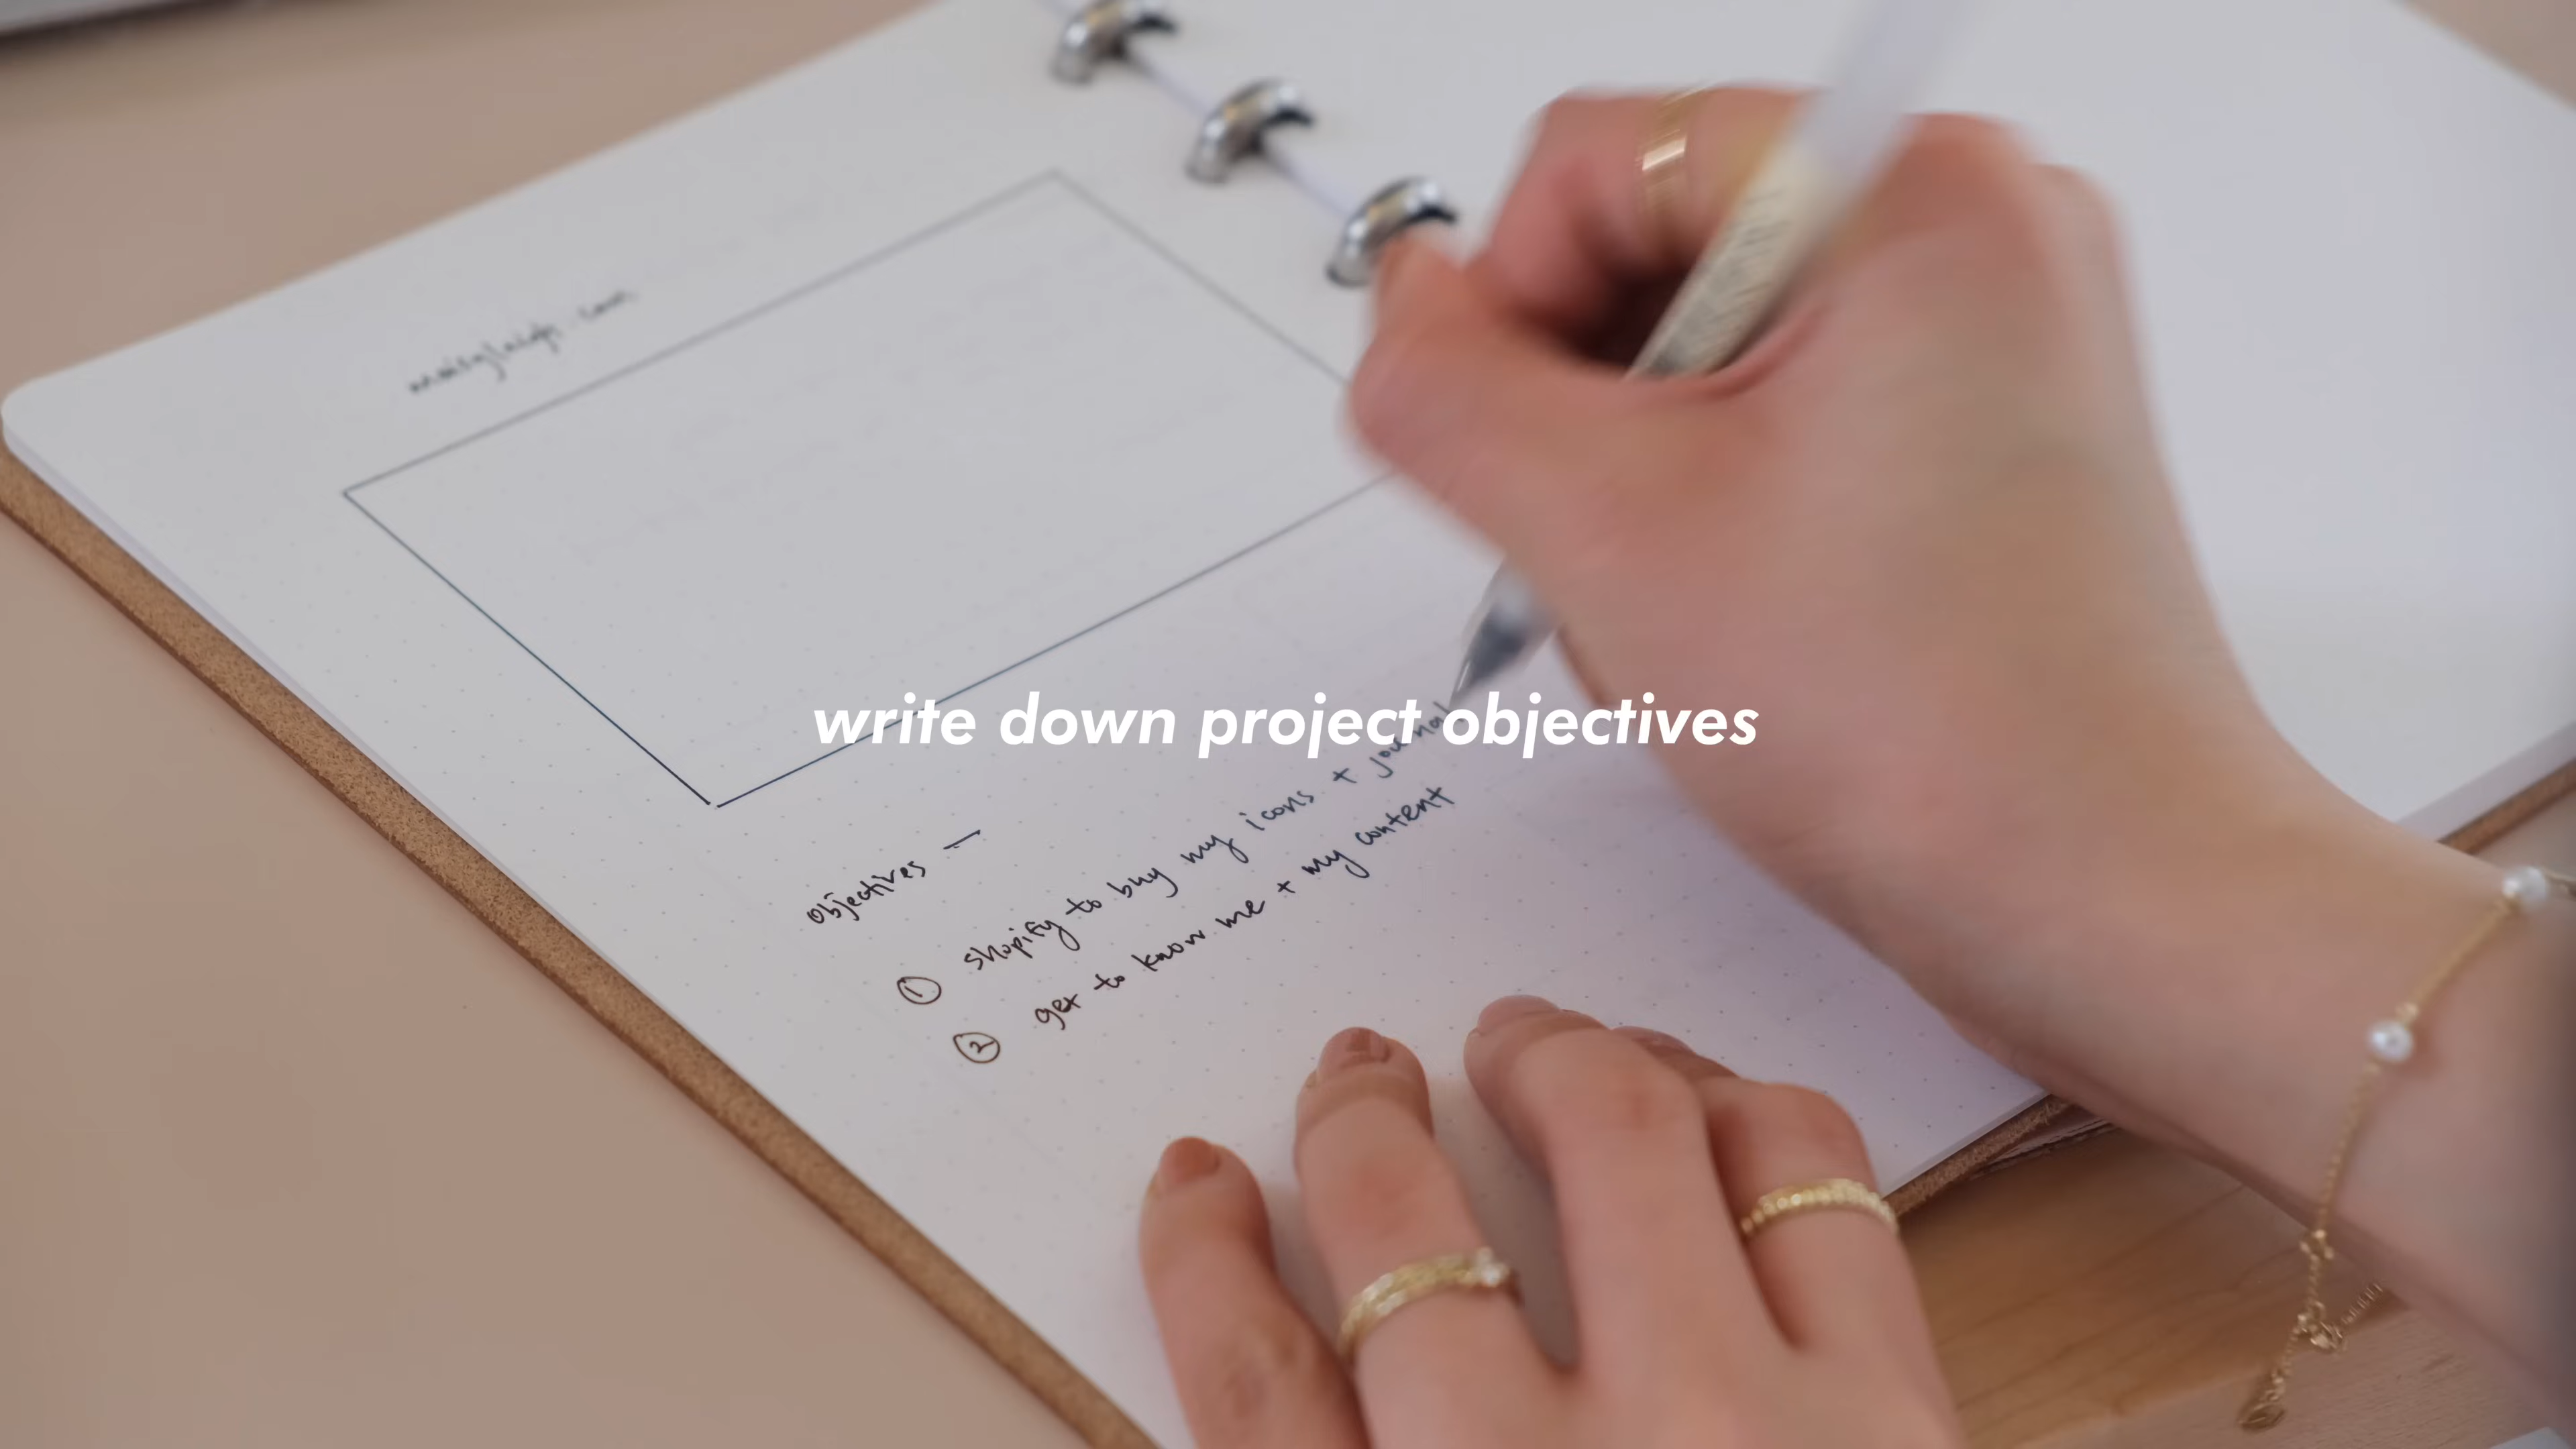 write down project objectives
objectives —
① shopify to buy my icons + journal
② get to know me + my content